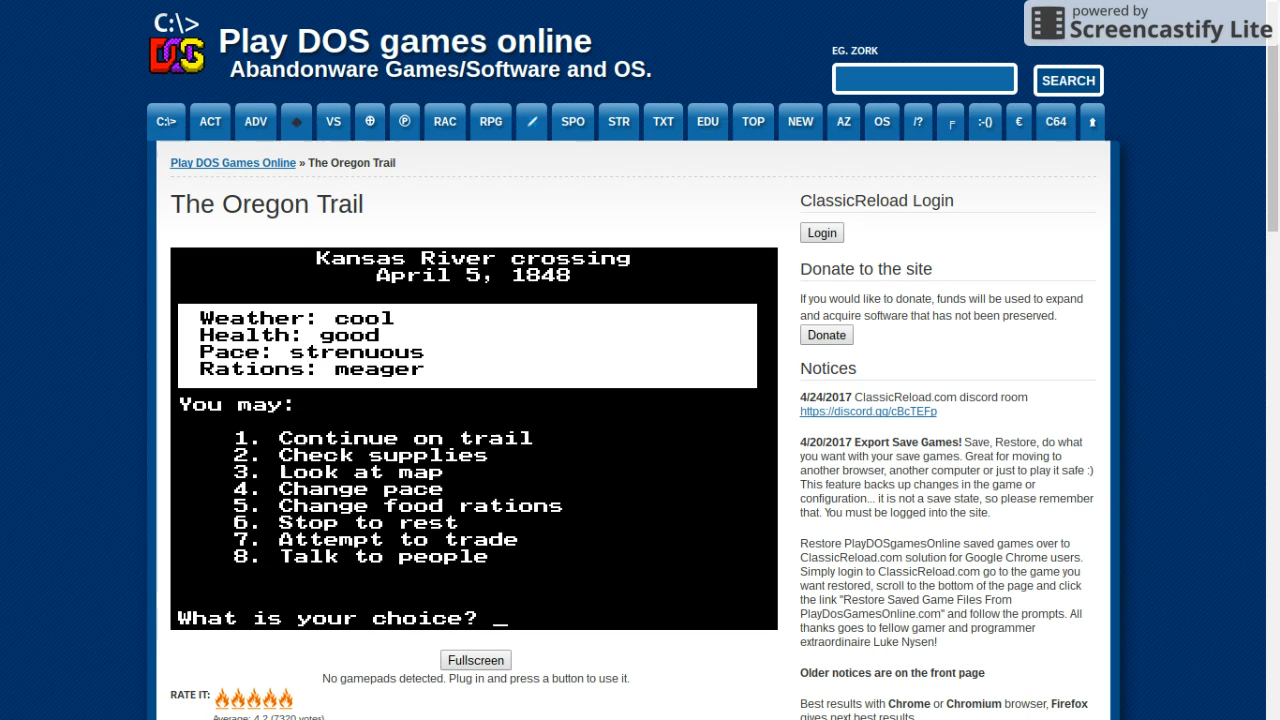 powered by
Screencastify Lite
C:\>
DOS
Play DOS games online
Abandonware Games/Software and OS.
EG. ZORK
SEARCH
C:\> ACT ADV ◆ VS ⊕ Ⓟ RAC RPG SPO STR TXT EDU TOP NEW AZ OS /? ╒ :-() € C64 ⬆
Play DOS Games Online » The Oregon Trail
The Oregon Trail
Kansas River crossing
April 5, 1848
Weather: cool
Health: good
Pace: strenuous
Rations: meager
You may:
1. Continue on trail
2. Check supplies
3. Look at map
4. Change pace
5. Change food rations
6. Stop to rest
7. Attempt to trade
8. Talk to people
What is your choice? _
Fullscreen
No gamepads detected. Plug in and press a button to use it.
RATE IT:
Average: 4.2 (7320 votes)
ClassicReload Login
Login
Donate to the site
If you would like to donate, funds will be used to expand
and acquire software that has not been preserved.
Donate
Notices
4/24/2017 ClassicReload.com discord room
https://discord.gg/cBcTEFp
4/20/2017 Export Save Games! Save, Restore, do what
you want with your save games. Great for moving to
another browser, another computer or just to play it safe :)
This feature backs up changes in the game or
configuration... it is not a save state, so please remember
that. You must be logged into the site.
Restore PlayDOSgamesOnline saved games over to
ClassicReload.com solution for Google Chrome users.
Simply login to ClassicReload.com go to the game you
want restored, scroll to the bottom of the page and click
the link "Restore Saved Game Files From
PlayDosGamesOnline.com" and follow the prompts. All
thanks goes to fellow gamer and programmer
extraordinaire Luke Nysen!
Older notices are on the front page
Best results with Chrome or Chromium browser, Firefox
gives next best results